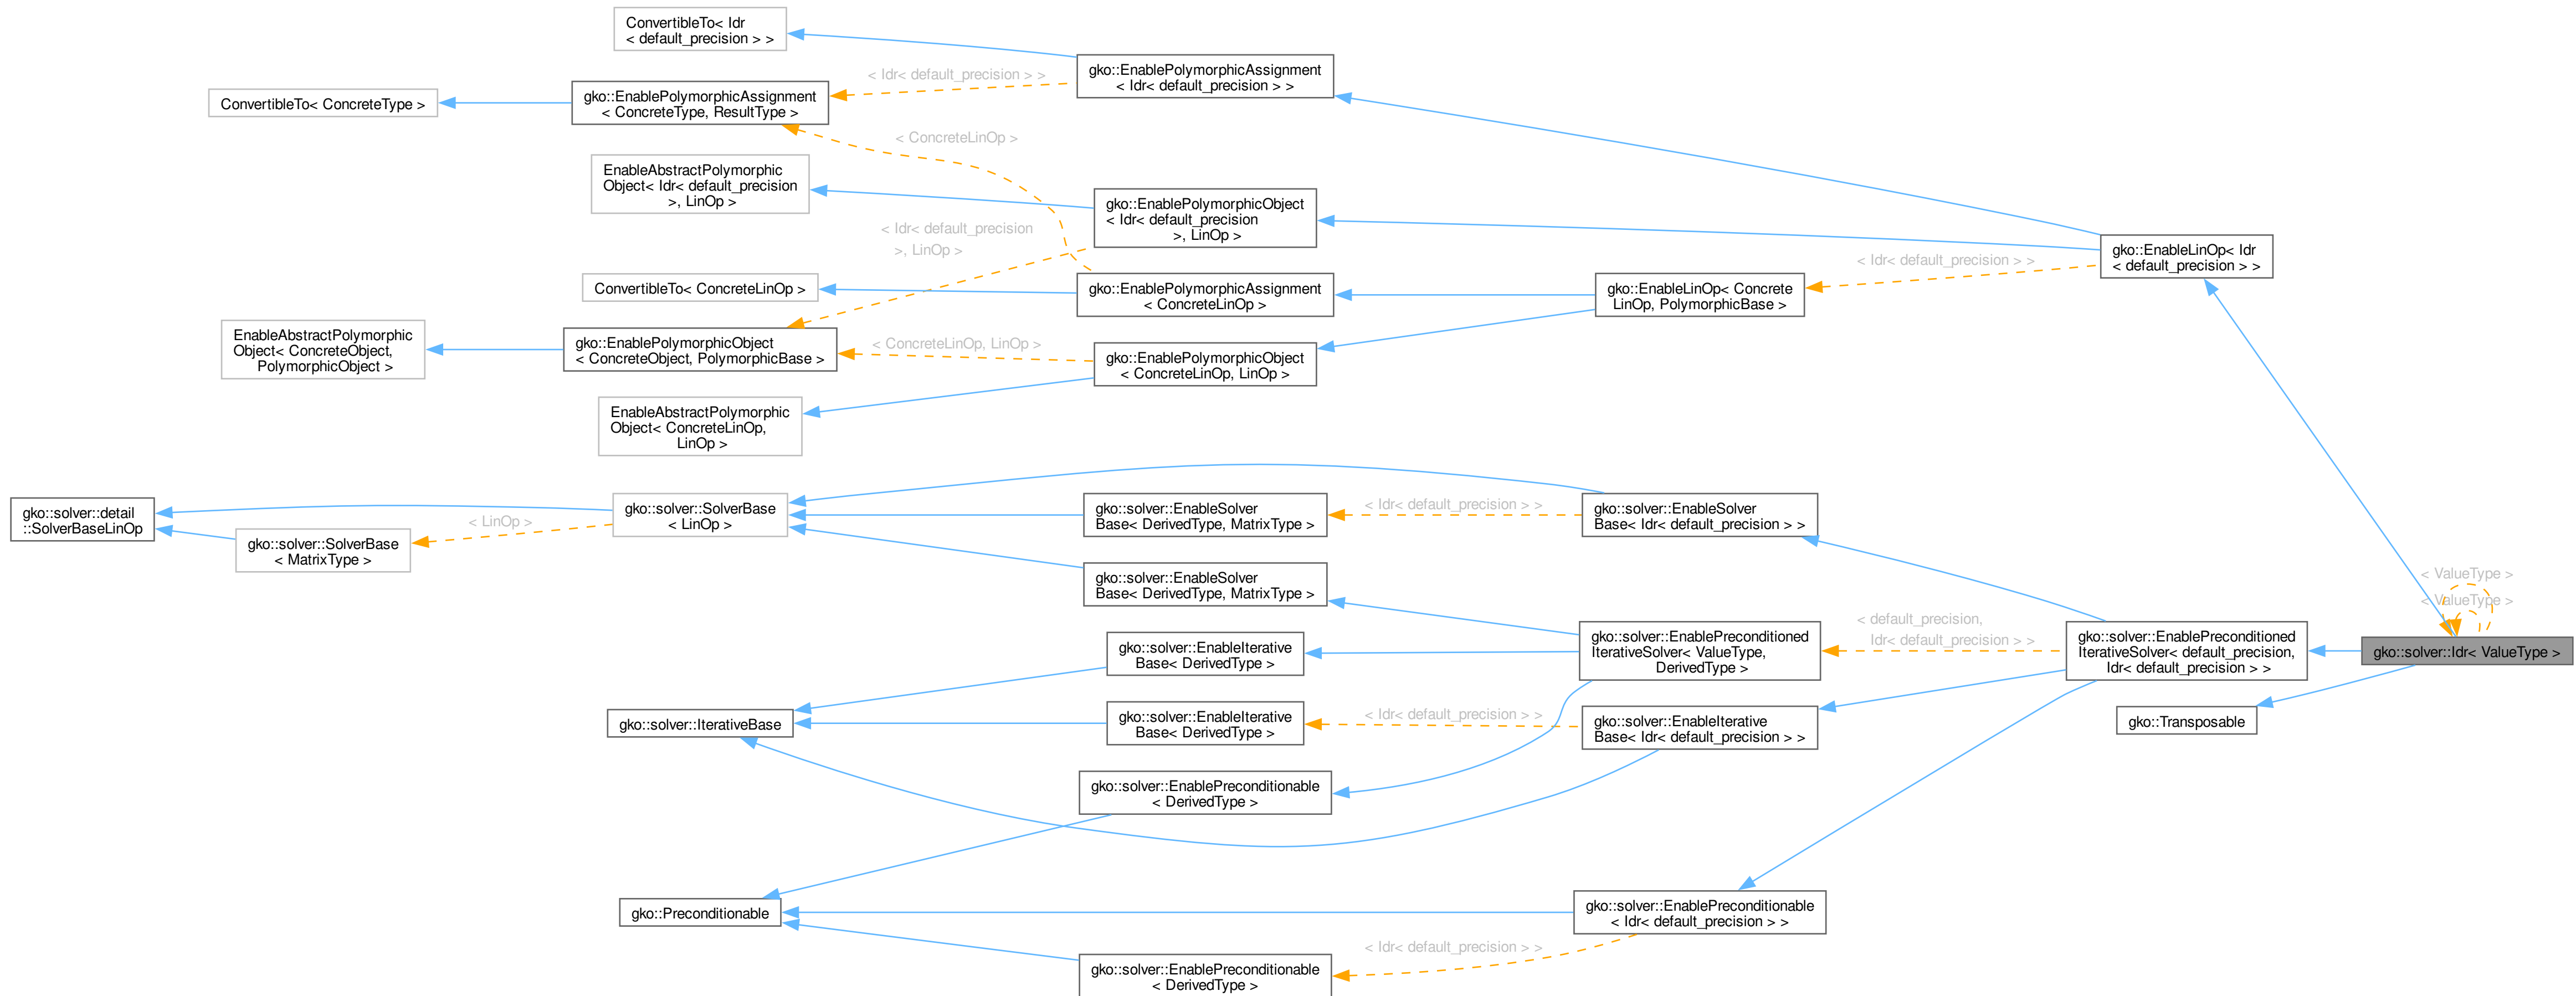 ConvertibleTo< Idr
< default_precision > >
ConvertibleTo< ConcreteType >
gko::EnablePolymorphicAssignment
< ConcreteType, ResultType >
< Idr< default_precision > >
gko::EnablePolymorphicAssignment
< Idr< default_precision > >
< ConcreteLinOp >
EnableAbstractPolymorphic
Object< Idr< default_precision
>, LinOp >
gko::EnablePolymorphicObject
< Idr< default_precision
>, LinOp >
< Idr< default_precision
>, LinOp >
ConvertibleTo< ConcreteLinOp >
gko::EnablePolymorphicAssignment
< ConcreteLinOp >
gko::EnableLinOp< Concrete
LinOp, PolymorphicBase >
< Idr< default_precision > >
gko::EnableLinOp< Idr
< default_precision > >
EnableAbstractPolymorphic
Object< ConcreteObject,
PolymorphicObject >
gko::EnablePolymorphicObject
< ConcreteObject, PolymorphicBase >
< ConcreteLinOp, LinOp >
gko::EnablePolymorphicObject
< ConcreteLinOp, LinOp >
EnableAbstractPolymorphic
Object< ConcreteLinOp,
LinOp >
gko::solver::detail
::SolverBaseLinOp
gko::solver::SolverBase
< MatrixType >
< LinOp >
gko::solver::SolverBase
< LinOp >
gko::solver::EnableSolver
Base< DerivedType, MatrixType >
< Idr< default_precision > >
gko::solver::EnableSolver
Base< Idr< default_precision > >
gko::solver::EnableSolver
Base< DerivedType, MatrixType >
gko::solver::EnableIterative
Base< DerivedType >
gko::solver::EnablePreconditioned
IterativeSolver< ValueType,
DerivedType >
< default_precision,
Idr< default_precision > >
gko::solver::EnablePreconditioned
IterativeSolver< default_precision,
Idr< default_precision > >
< ValueType >
< ValueType >
gko::solver::Idr< ValueType >
gko::Transposable
gko::solver::IterativeBase
gko::solver::EnableIterative
Base< DerivedType >
< Idr< default_precision > >
gko::solver::EnableIterative
Base< Idr< default_precision > >
gko::solver::EnablePreconditionable
< DerivedType >
gko::Preconditionable
gko::solver::EnablePreconditionable
< Idr< default_precision > >
< Idr< default_precision > >
gko::solver::EnablePreconditionable
< DerivedType >